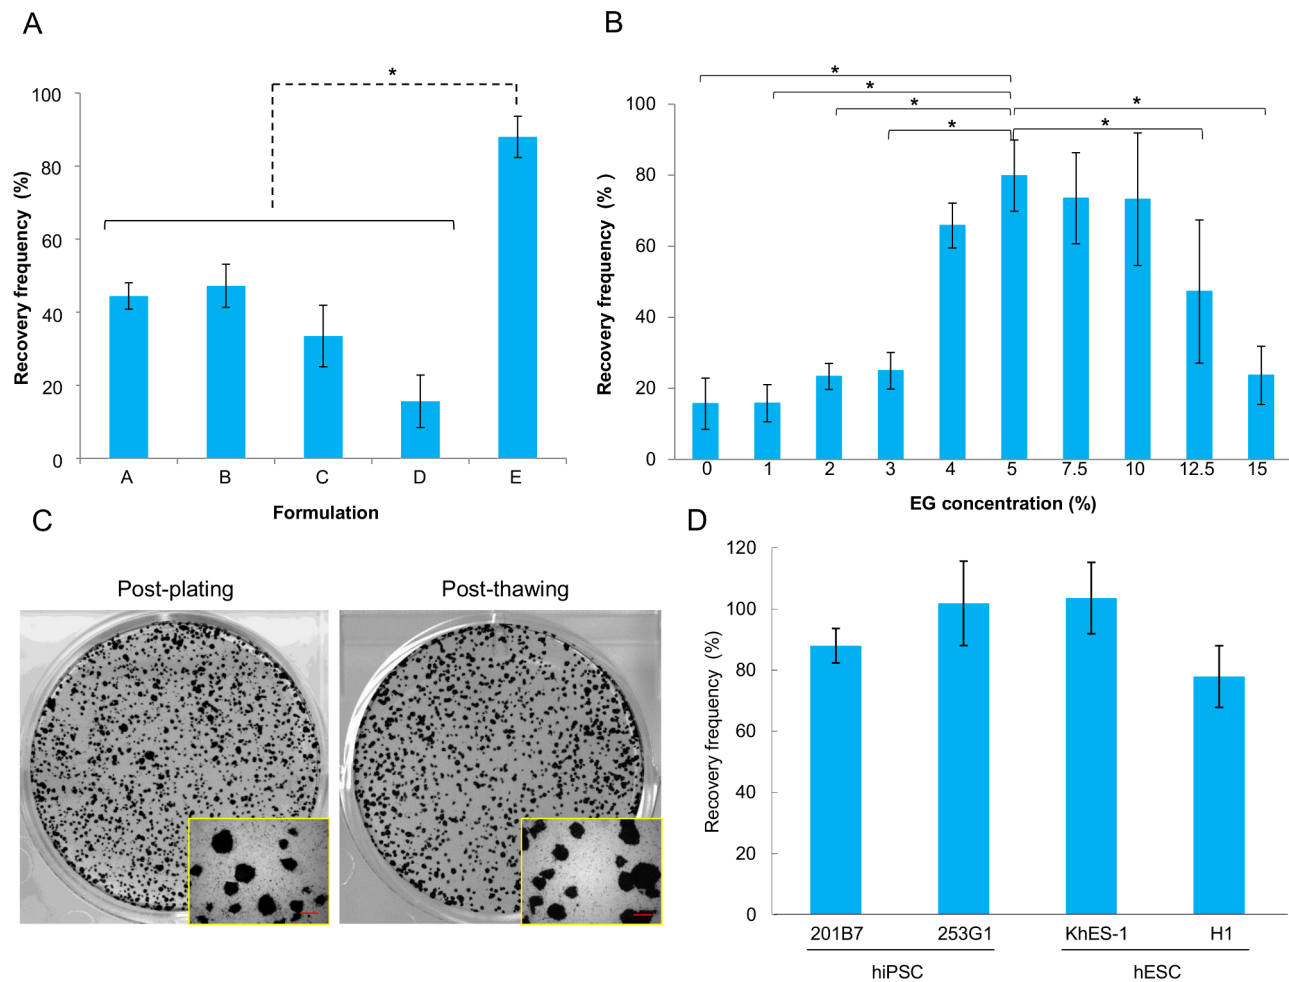 A
*
100
80
60
40
20
0
Recovery frequency (%)
A B C D E
Formulation
B
*
*
*
*
*
*
100
80
60
40
20
0
Recovery frequency (% )
0 1 2 3 4 5 7.5 10 12.5 15
EG concentration (%)
C
Post-plating Post-thawing
D
120
100
80
60
40
20
0
Recovery frequency (%)
201B7 253G1 KhES-1 H1
hiPSC hESC